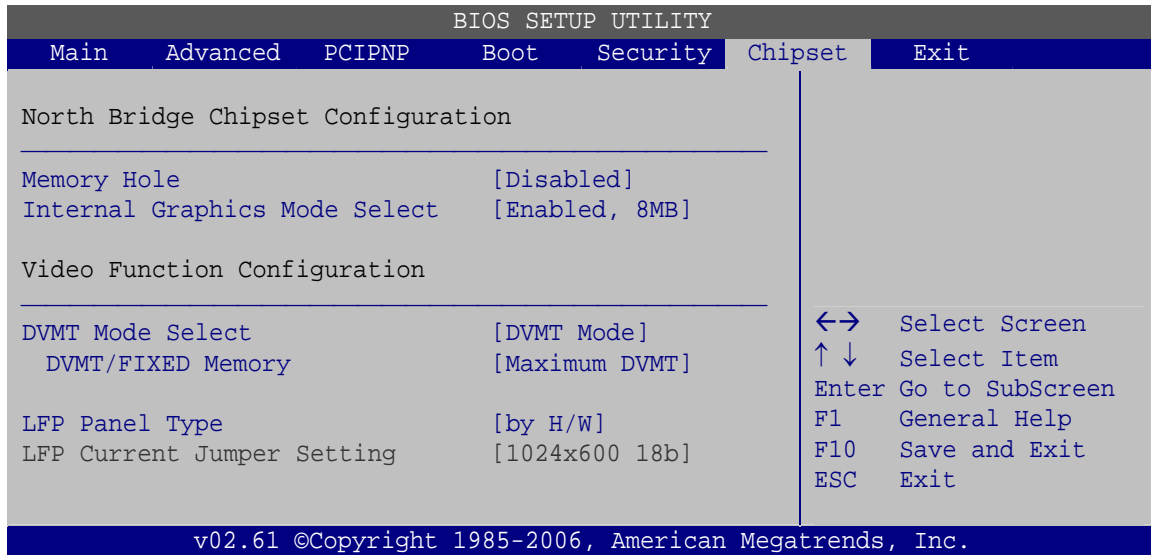 BIOS SETUP UTILITY
Main Advanced PCIPNP Boot Security Chipset Exit
North Bridge Chipset Configuration
Memory Hole [Disabled]
Internal Graphics Mode Select [Enabled, 8MB]
Video Function Configuration
DVMT Mode Select [DVMT Mode]
DVMT/FIXED Memory [Maximum DVMT]
LFP Panel Type [by H/W]
LFP Current Jumper Setting [1024x600 18b]
←→ Select Screen
↑ ↓ Select Item
Enter Go to SubScreen
F1 General Help
F10 Save and Exit
ESC Exit
v02.61 ©Copyright 1985-2006, American Megatrends, Inc.